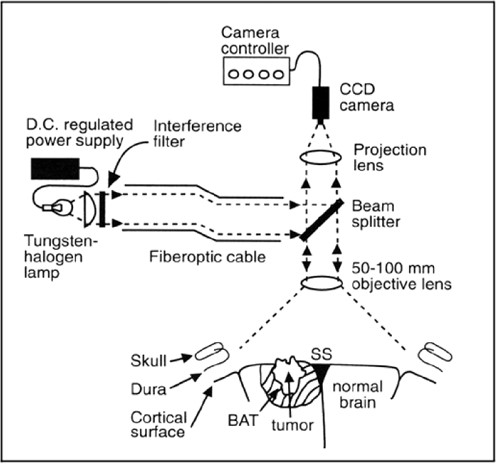 Camera
controller
CCD
camera
D.C. regulated
power supply
Interference
filter
Projection
lens
Beam
splitter
Tungsten-
halogen
lamp
Fiberoptic cable
50-100 mm
objective lens
Skull
Dura
Cortical
surface
BAT
tumor
SS
normal
brain